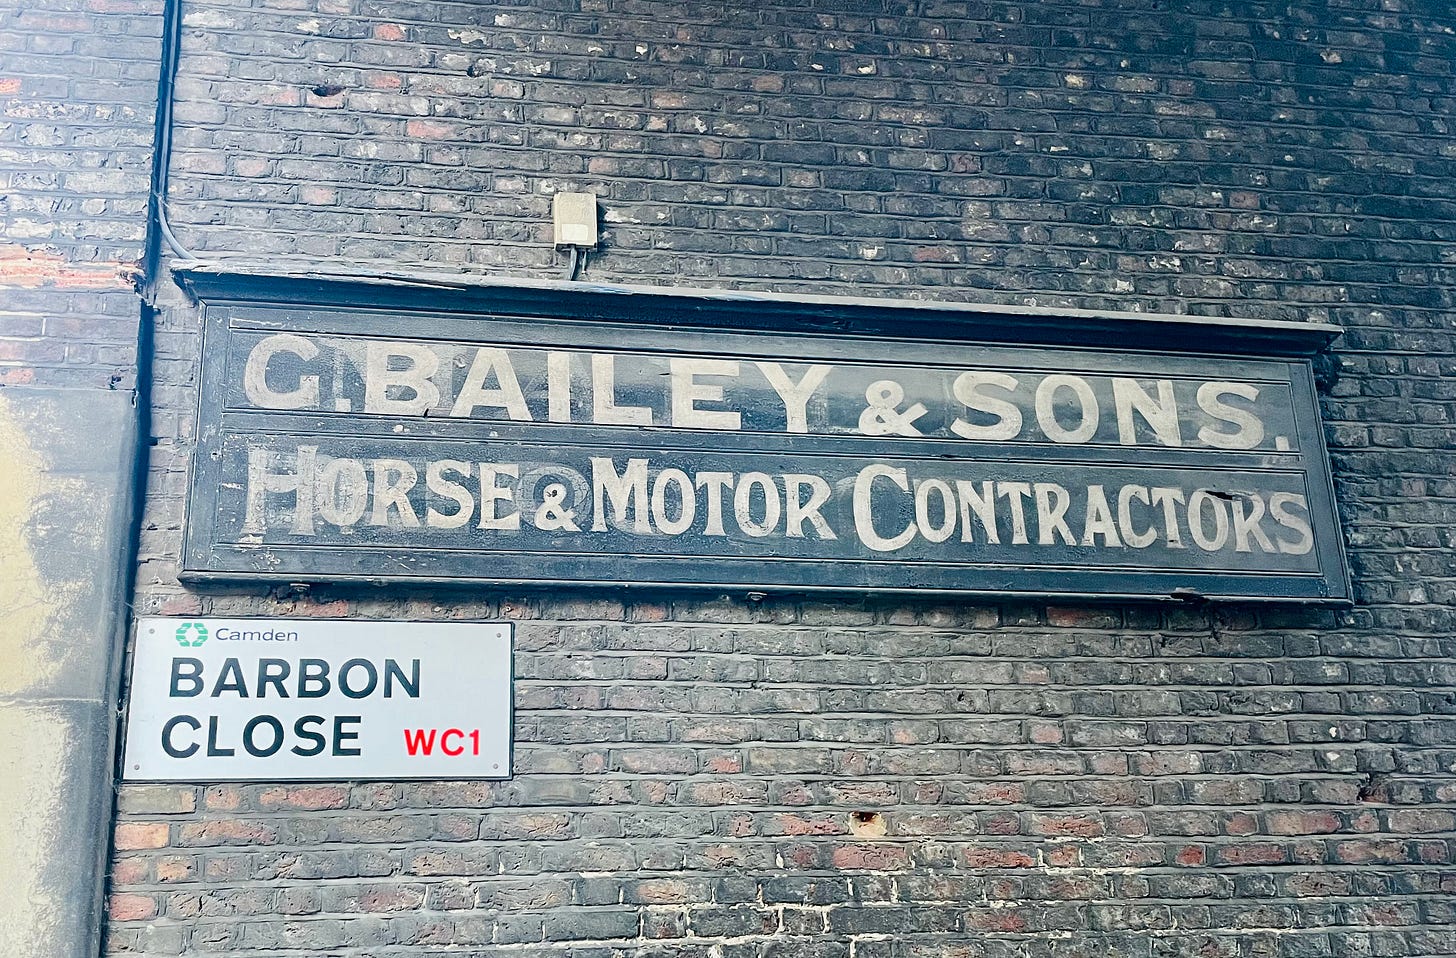 G. BAILEY & SONS.
HORSE & MOTOR CONTRACTORS
Camden
BARBON
CLOSE WC1